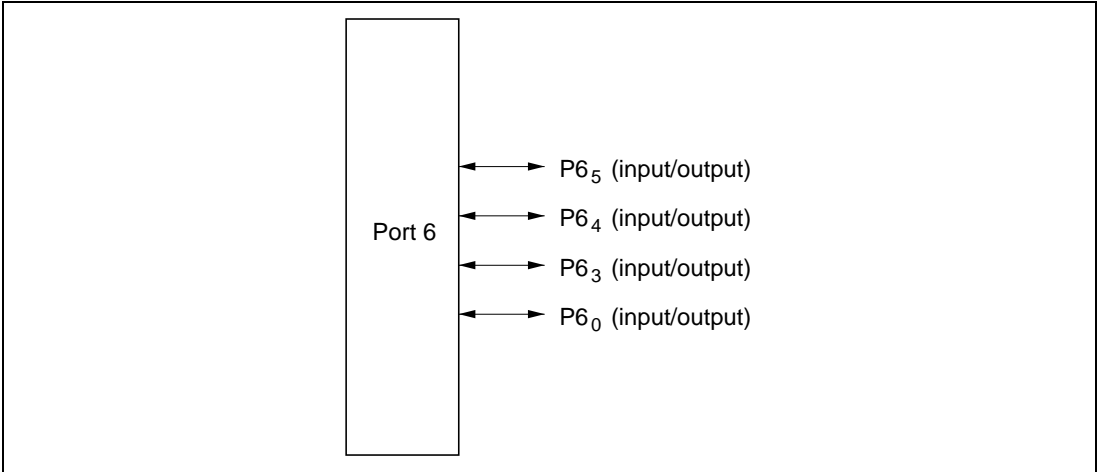 P6₅ (input/output)
P6₄ (input/output)
Port 6
P6₃ (input/output)
P6₀ (input/output)